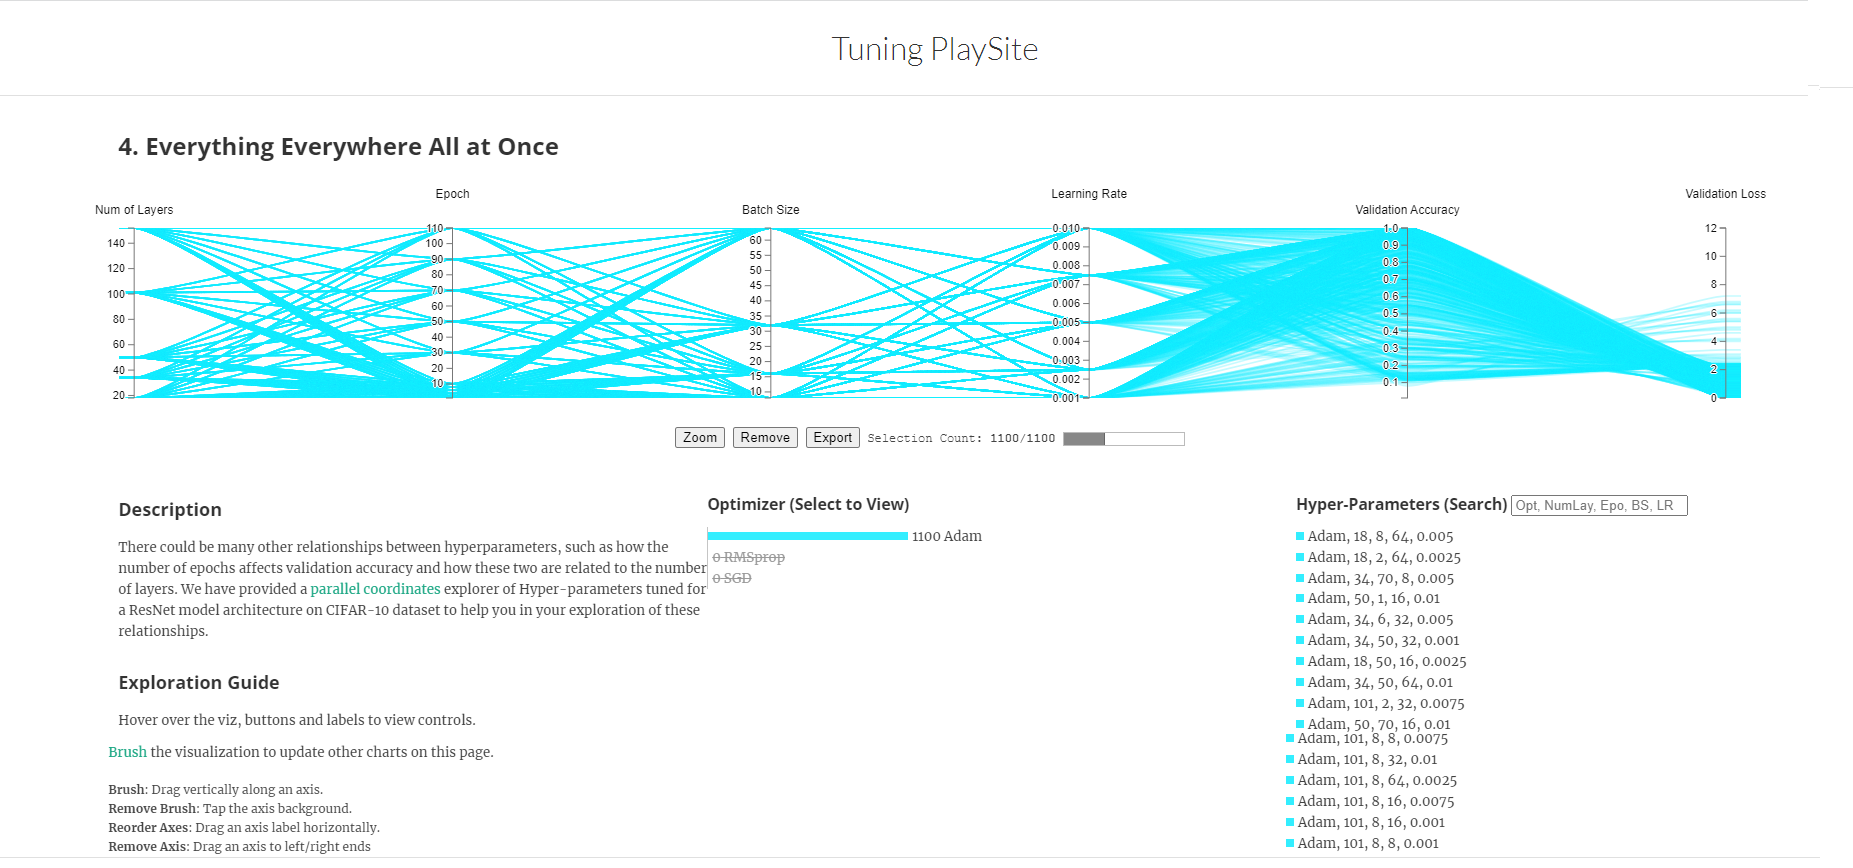 Tuning PlaySite
4. Everything Everywhere All at Once
Num of Layers
Epoch
Batch Size
Learning Rate
Validation Accuracy
Validation Loss
140
120
100
80
60
40
20
110
100
90
80
70
60
50
40
30
20
10
60
55
50
45
40
35
30
25
20
15
10
0.010
0.009
0.008
0.007
0.006
0.005
0.004
0.003
0.002
0.001
1.0
0.9
0.8
0.7
0.6
0.5
0.4
0.3
0.2
0.1
12
10
8
6
4
2
0
Zoom Remove Export Selection Count: 1100/1100
Description
There could be many other relationships between hyperparameters, such as how the
number of epochs affects validation accuracy and how these two are related to the number
of layers. We have provided a parallel coordinates explorer of Hyper-parameters tuned for
a ResNet model architecture on CIFAR-10 dataset to help you in your exploration of these
relationships.
Exploration Guide
Hover over the viz, buttons and labels to view controls.
Brush the visualization to update other charts on this page.
Brush: Drag vertically along an axis.
Remove Brush: Tap the axis background.
Reorder Axes: Drag an axis label horizontally.
Remove Axis: Drag an axis to left/right ends
Optimizer (Select to View)
1100 Adam
0 RMSprop
0 SGD
Hyper-Parameters (Search) Opt, NumLay, Epo, BS, LR
Adam, 18, 8, 64, 0.005
Adam, 18, 2, 64, 0.0025
Adam, 34, 70, 8, 0.005
Adam, 50, 1, 16, 0.01
Adam, 34, 6, 32, 0.005
Adam, 34, 50, 32, 0.001
Adam, 18, 50, 16, 0.0025
Adam, 34, 50, 64, 0.01
Adam, 101, 2, 32, 0.0075
Adam, 50, 70, 16, 0.01
Adam, 101, 8, 8, 0.0075
Adam, 101, 8, 32, 0.01
Adam, 101, 8, 64, 0.0025
Adam, 101, 8, 16, 0.0075
Adam, 101, 8, 16, 0.001
Adam, 101, 8, 8, 0.001